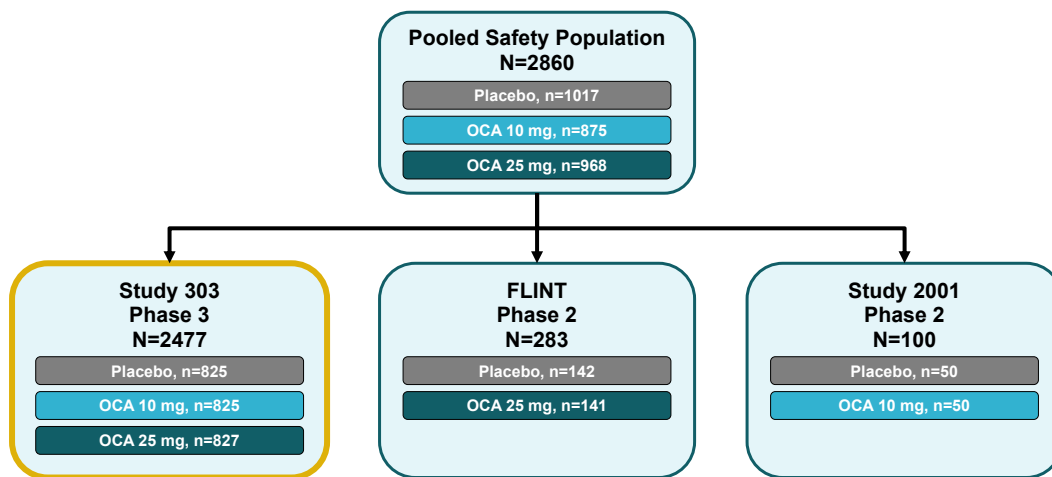 Pooled Safety Population
N=2860
Placebo, n=1017
OCA 10 mg, n=875
OCA 25 mg, n=968
Study 303
Phase 3
N=2477
Placebo, n=825
OCA 10 mg, n=825
OCA 25 mg, n=827
FLINT
Phase 2
N=283
Placebo, n=142
OCA 25 mg, n=141
Study 2001
Phase 2
N=100
Placebo, n=50
OCA 10 mg, n=50